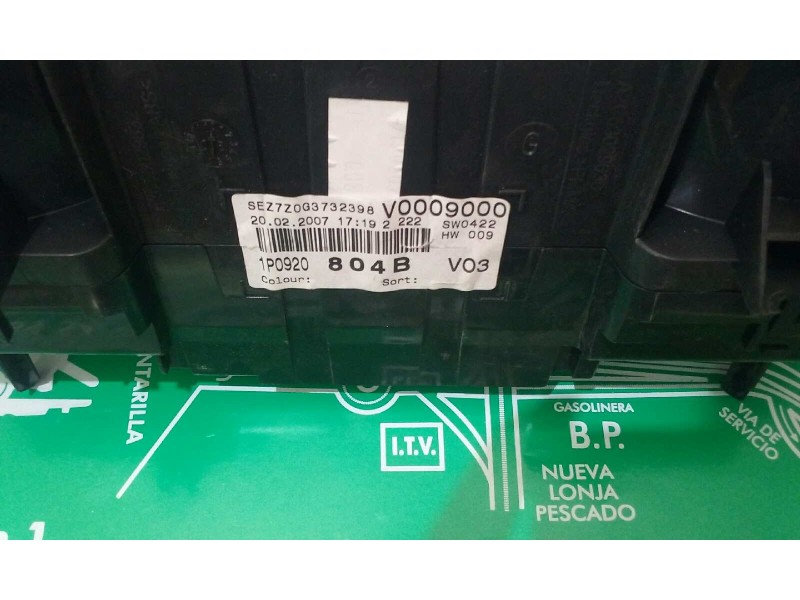 SEZ7Z0G3732398 V0009000
20.02.2007 17:19 2 222 SW0422
HW 009
1P0920 804B V03
Colour: Sort:
G
I.T.V.
GASOLINERA
B.P.
NUEVA
LONJA
PESCADO
VIA DE
SERVICIO
NTARILLA